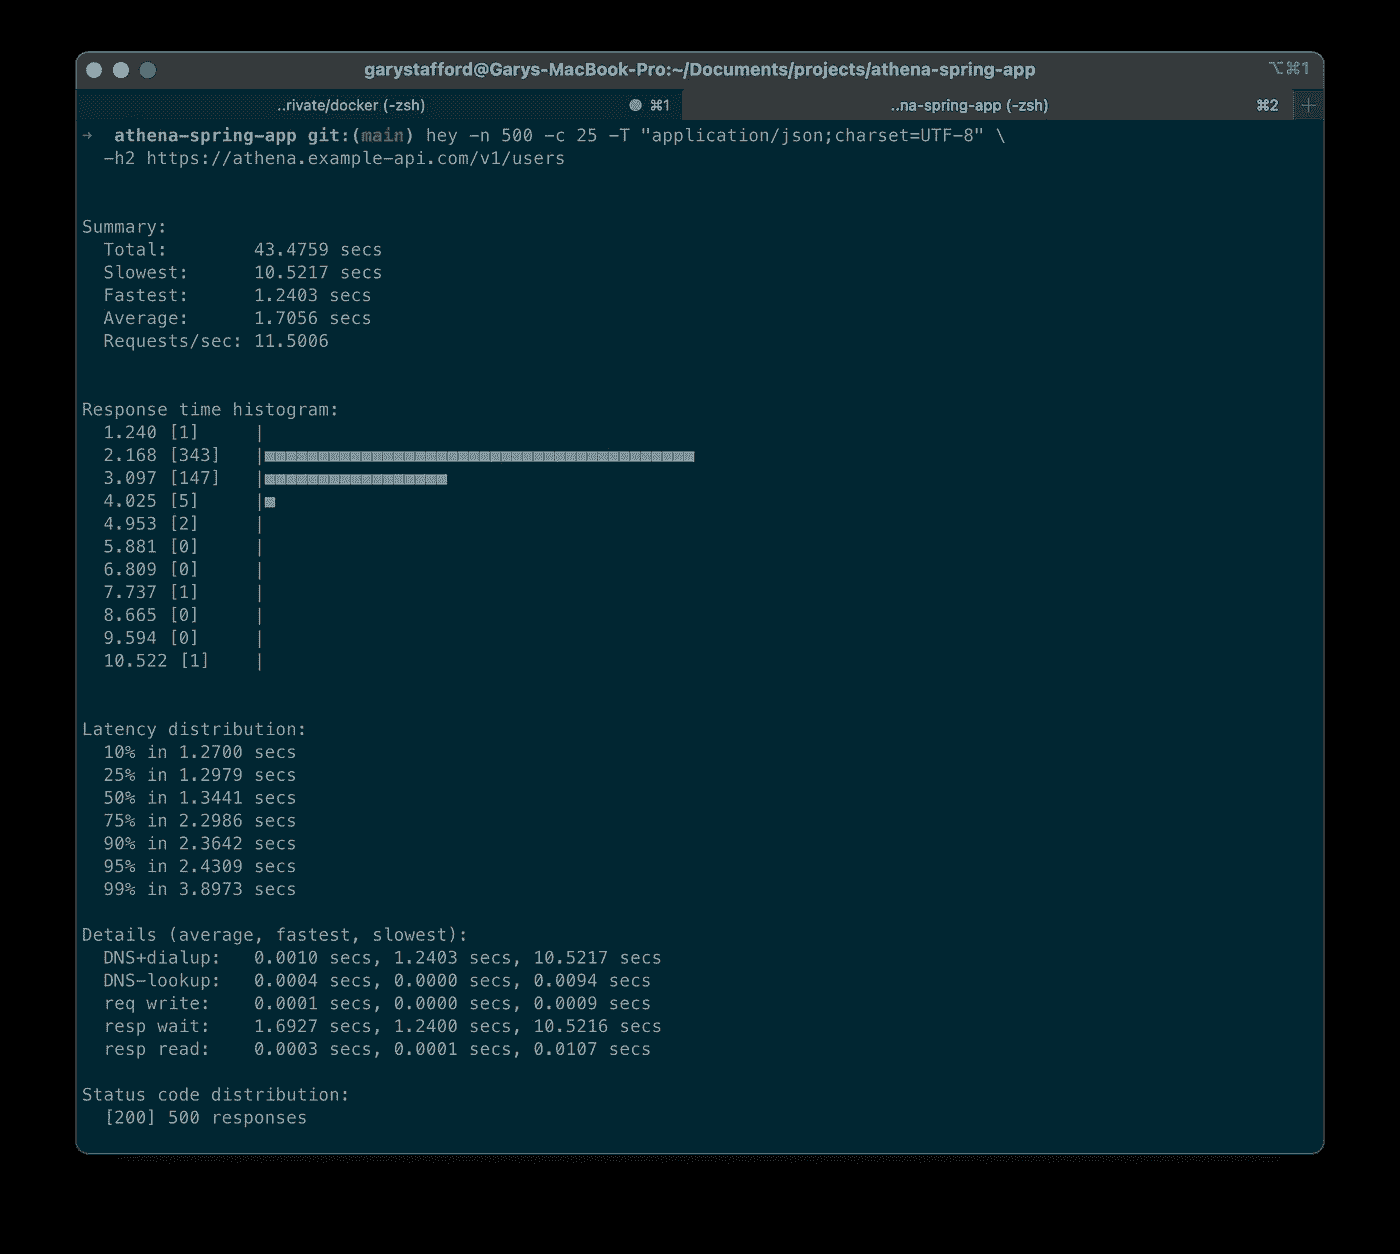 garystafford@Garys-MacBook-Pro:~/Documents/projects/athena-spring-app ⌥⌘1
..rivate/docker (-zsh) ⌘1 ..na-spring-app (-zsh) ⌘2 +
→ athena-spring-app git:(main) hey -n 500 -c 25 -T "application/json;charset=UTF-8" \
-h2 https://athena.example-api.com/v1/users
Summary:
Total: 43.4759 secs
Slowest: 10.5217 secs
Fastest: 1.2403 secs
Average: 1.7056 secs
Requests/sec: 11.5006
Response time histogram:
1.240 [1] |
2.168 [343] |■■■■■■■■■■■■■■■■■■■■■■■■■■■■■■■■■■■■■■■■
3.097 [147] |■■■■■■■■■■■■■■■■■
4.025 [5] |■
4.953 [2] |
5.881 [0] |
6.809 [0] |
7.737 [1] |
8.665 [0] |
9.594 [0] |
10.522 [1] |
Latency distribution:
10% in 1.2700 secs
25% in 1.2979 secs
50% in 1.3441 secs
75% in 2.2986 secs
90% in 2.3642 secs
95% in 2.4309 secs
99% in 3.8973 secs
Details (average, fastest, slowest):
DNS+dialup: 0.0010 secs, 1.2403 secs, 10.5217 secs
DNS-lookup: 0.0004 secs, 0.0000 secs, 0.0094 secs
req write: 0.0001 secs, 0.0000 secs, 0.0009 secs
resp wait: 1.6927 secs, 1.2400 secs, 10.5216 secs
resp read: 0.0003 secs, 0.0001 secs, 0.0107 secs
Status code distribution:
[200] 500 responses